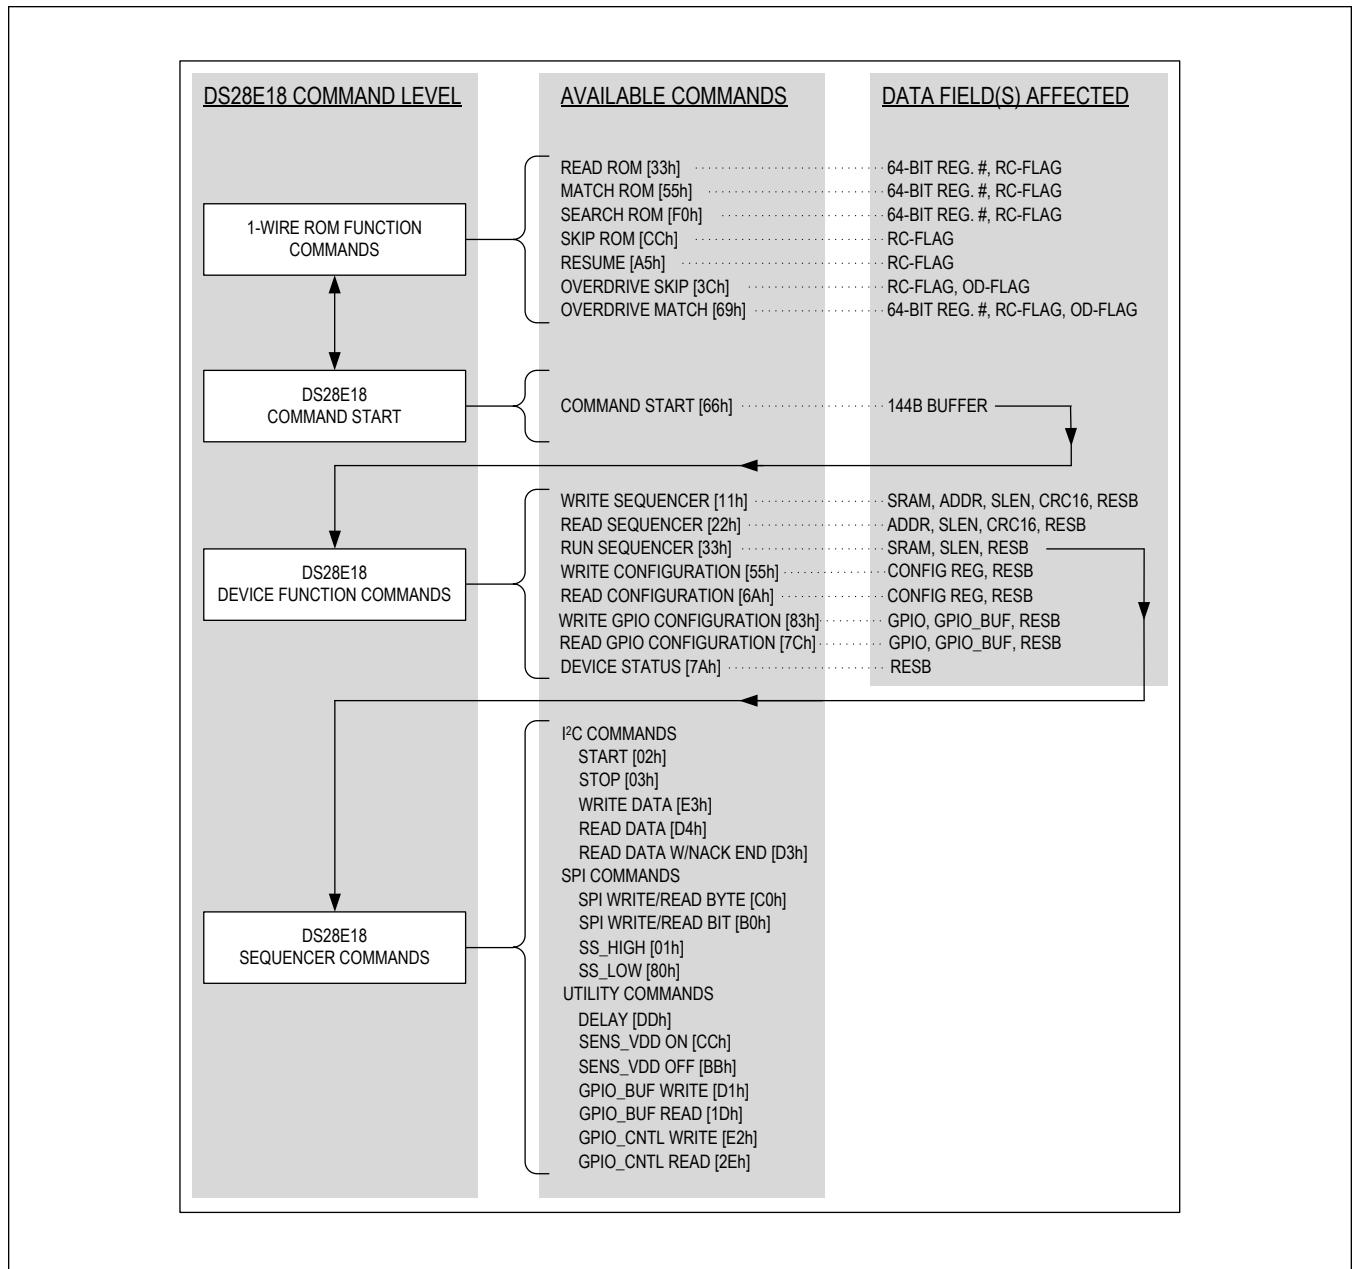 DS28E18 COMMAND LEVEL AVAILABLE COMMANDS DATA FIELD(S) AFFECTED
1-WIRE ROM FUNCTION
COMMANDS
READ ROM [33h] 64-BIT REG. #, RC-FLAG
MATCH ROM [55h] 64-BIT REG. #, RC-FLAG
SEARCH ROM [F0h] 64-BIT REG. #, RC-FLAG
SKIP ROM [CCh] RC-FLAG
RESUME [A5h] RC-FLAG
OVERDRIVE SKIP [3Ch] RC-FLAG, OD-FLAG
OVERDRIVE MATCH [69h] 64-BIT REG. #, RC-FLAG, OD-FLAG
DS28E18
COMMAND START
COMMAND START [66h] 144B BUFFER
DS28E18
DEVICE FUNCTION COMMANDS
WRITE SEQUENCER [11h] SRAM, ADDR, SLEN, CRC16, RESB
READ SEQUENCER [22h] ADDR, SLEN, CRC16, RESB
RUN SEQUENCER [33h] SRAM, SLEN, RESB
WRITE CONFIGURATION [55h] CONFIG REG, RESB
READ CONFIGURATION [6Ah] CONFIG REG, RESB
WRITE GPIO CONFIGURATION [83h] GPIO, GPIO_BUF, RESB
READ GPIO CONFIGURATION [7Ch] GPIO, GPIO_BUF, RESB
DEVICE STATUS [7Ah] RESB
DS28E18
SEQUENCER COMMANDS
I²C COMMANDS
START [02h]
STOP [03h]
WRITE DATA [E3h]
READ DATA [D4h]
READ DATA W/NACK END [D3h]
SPI COMMANDS
SPI WRITE/READ BYTE [C0h]
SPI WRITE/READ BIT [B0h]
SS_HIGH [01h]
SS_LOW [80h]
UTILITY COMMANDS
DELAY [DDh]
SENS_VDD ON [CCh]
SENS_VDD OFF [BBh]
GPIO_BUF WRITE [D1h]
GPIO_BUF READ [1Dh]
GPIO_CNTL WRITE [E2h]
GPIO_CNTL READ [2Eh]